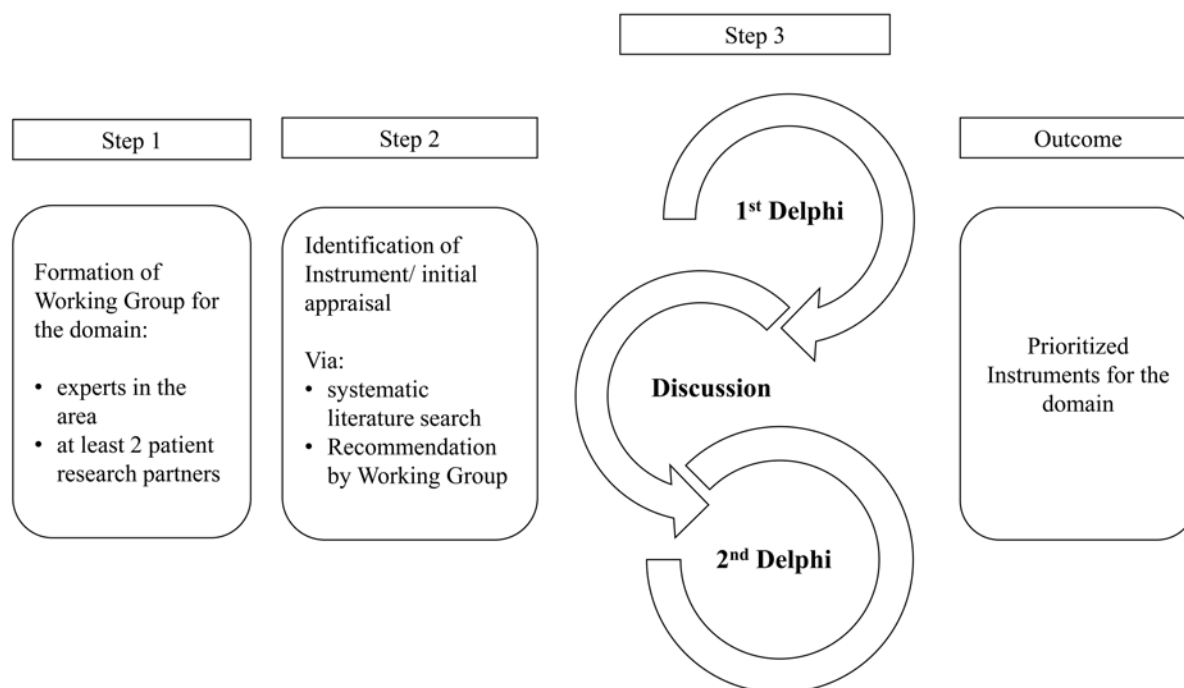 Step 1
Formation of
Working Group for
the domain:
• experts in the
area
• at least 2 patient
research partners
Step 2
Identification of
Instrument/ initial
appraisal
Via:
• systematic
literature search
• Recommendation
by Working Group
Step 3
1st Delphi
Discussion
2nd Delphi
Outcome
Prioritized
Instruments for the
domain